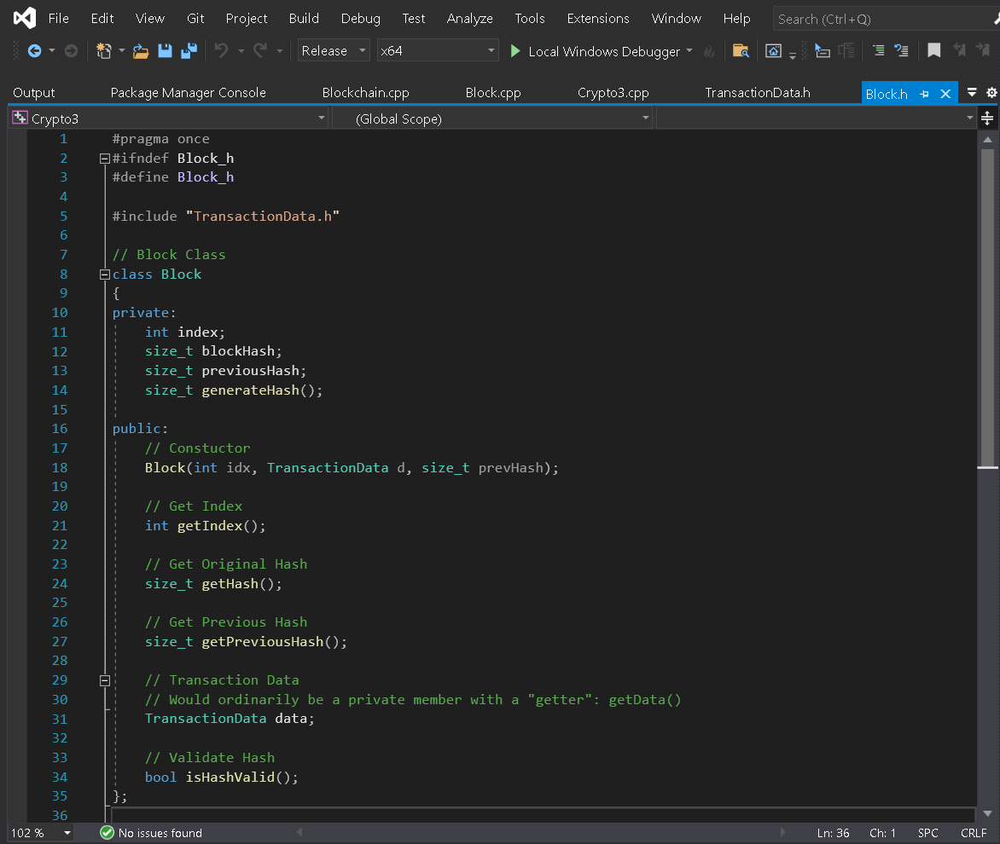 File Edit View Git Project Build Debug Test Analyze Tools Extensions Window Help Search (Ctrl+Q)
Release x64 Local Windows Debugger
Output Package Manager Console Blockchain.cpp Block.cpp Crypto3.cpp TransactionData.h Block.h
Crypto3 (Global Scope)
1 #pragma once
2 #ifndef Block_h
3 #define Block_h
4
5 #include "TransactionData.h"
6
7 // Block Class
8 class Block
9 {
10 private:
11 int index;
12 size_t blockHash;
13 size_t previousHash;
14 size_t generateHash();
15
16 public:
17 // Constuctor
18 Block(int idx, TransactionData d, size_t prevHash);
19
20 // Get Index
21 int getIndex();
22
23 // Get Original Hash
24 size_t getHash();
25
26 // Get Previous Hash
27 size_t getPreviousHash();
28
29 // Transaction Data
30 // Would ordinarily be a private member with a "getter": getData()
31 TransactionData data;
32
33 // Validate Hash
34 bool isHashValid();
35 };
36
102 % No issues found Ln: 36 Ch: 1 SPC CRLF